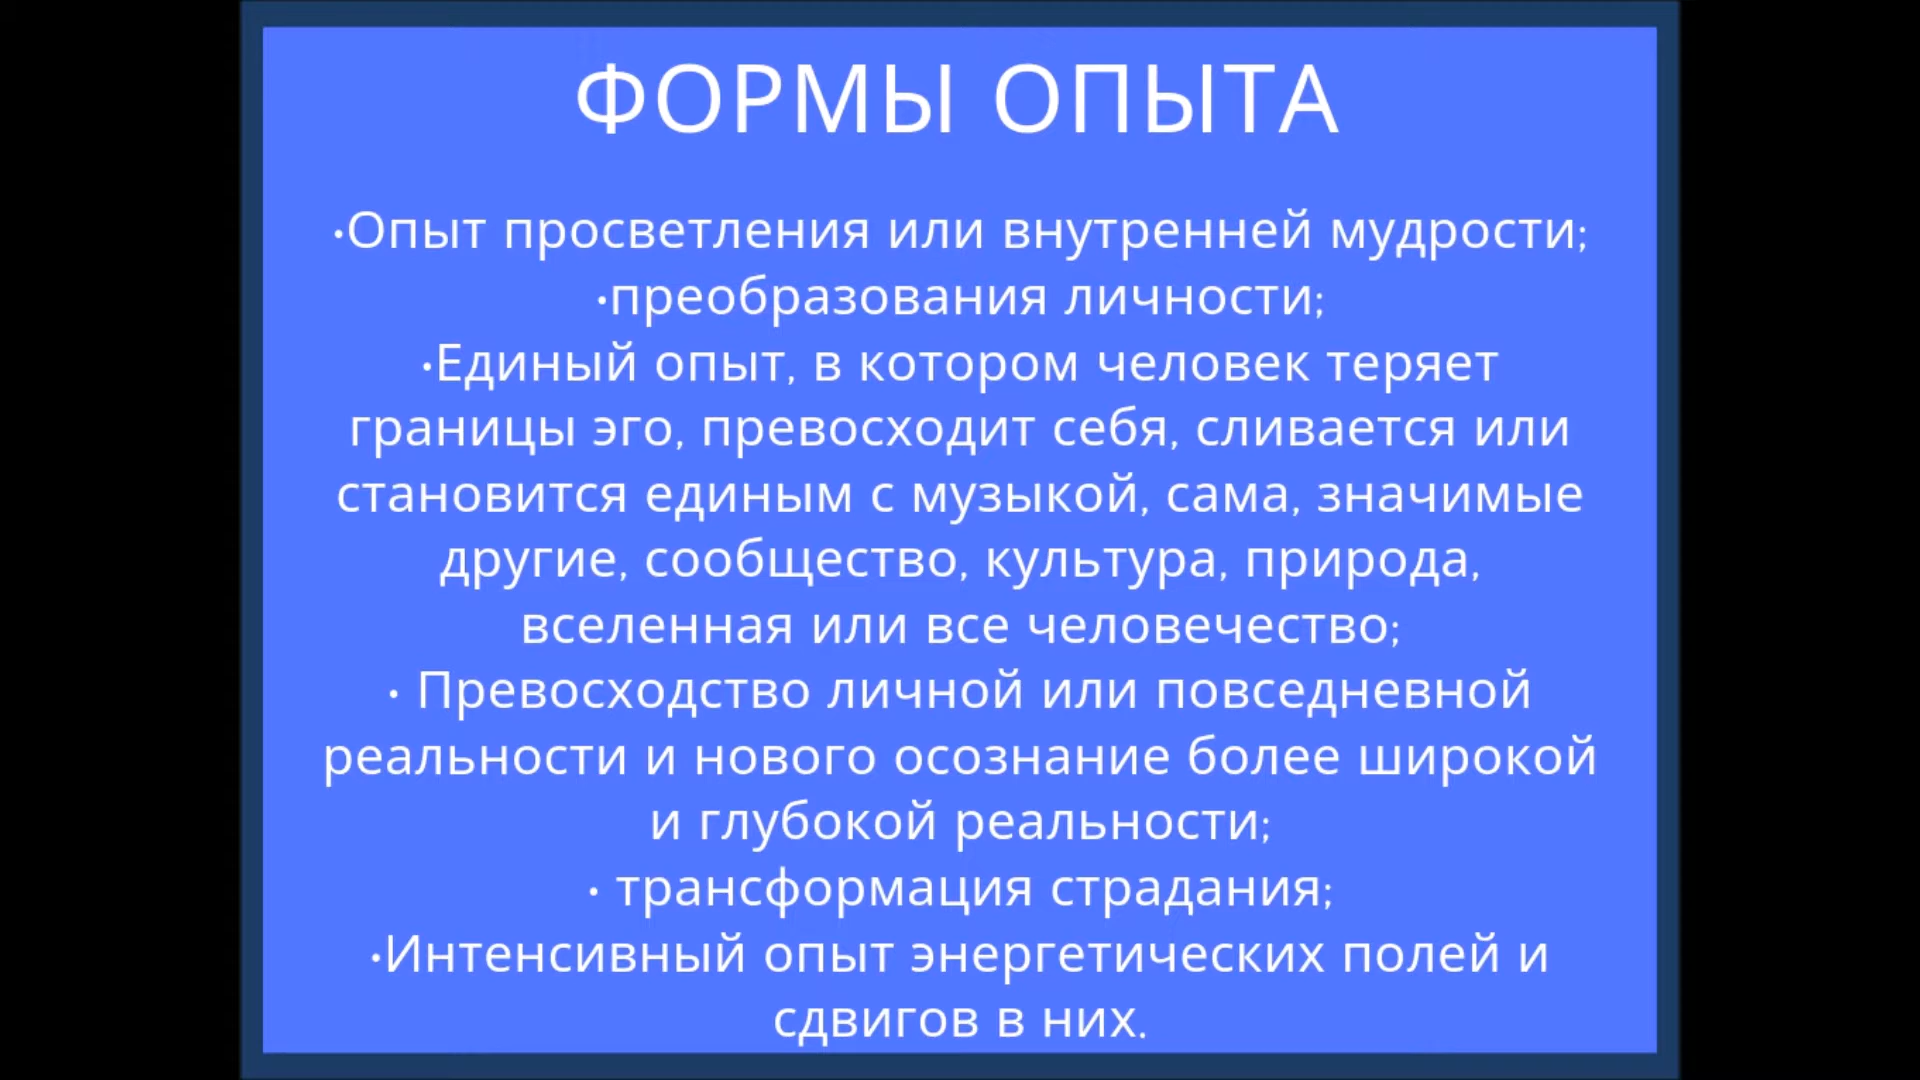 ФОРМЫ ОПЫТА
•Опыт просветления или внутренней мудрости;
•преобразования личности;
•Единый опыт, в котором человек теряет
границы эго, превосходит себя, сливается или
становится единым с музыкой, сама, значимые
другие, сообщество, культура, природа,
вселенная или все человечество;
• Превосходство личной или повседневной
реальности и нового осознание более широкой
и глубокой реальности;
• трансформация страдания;
•Интенсивный опыт энергетических полей и
сдвигов в них.